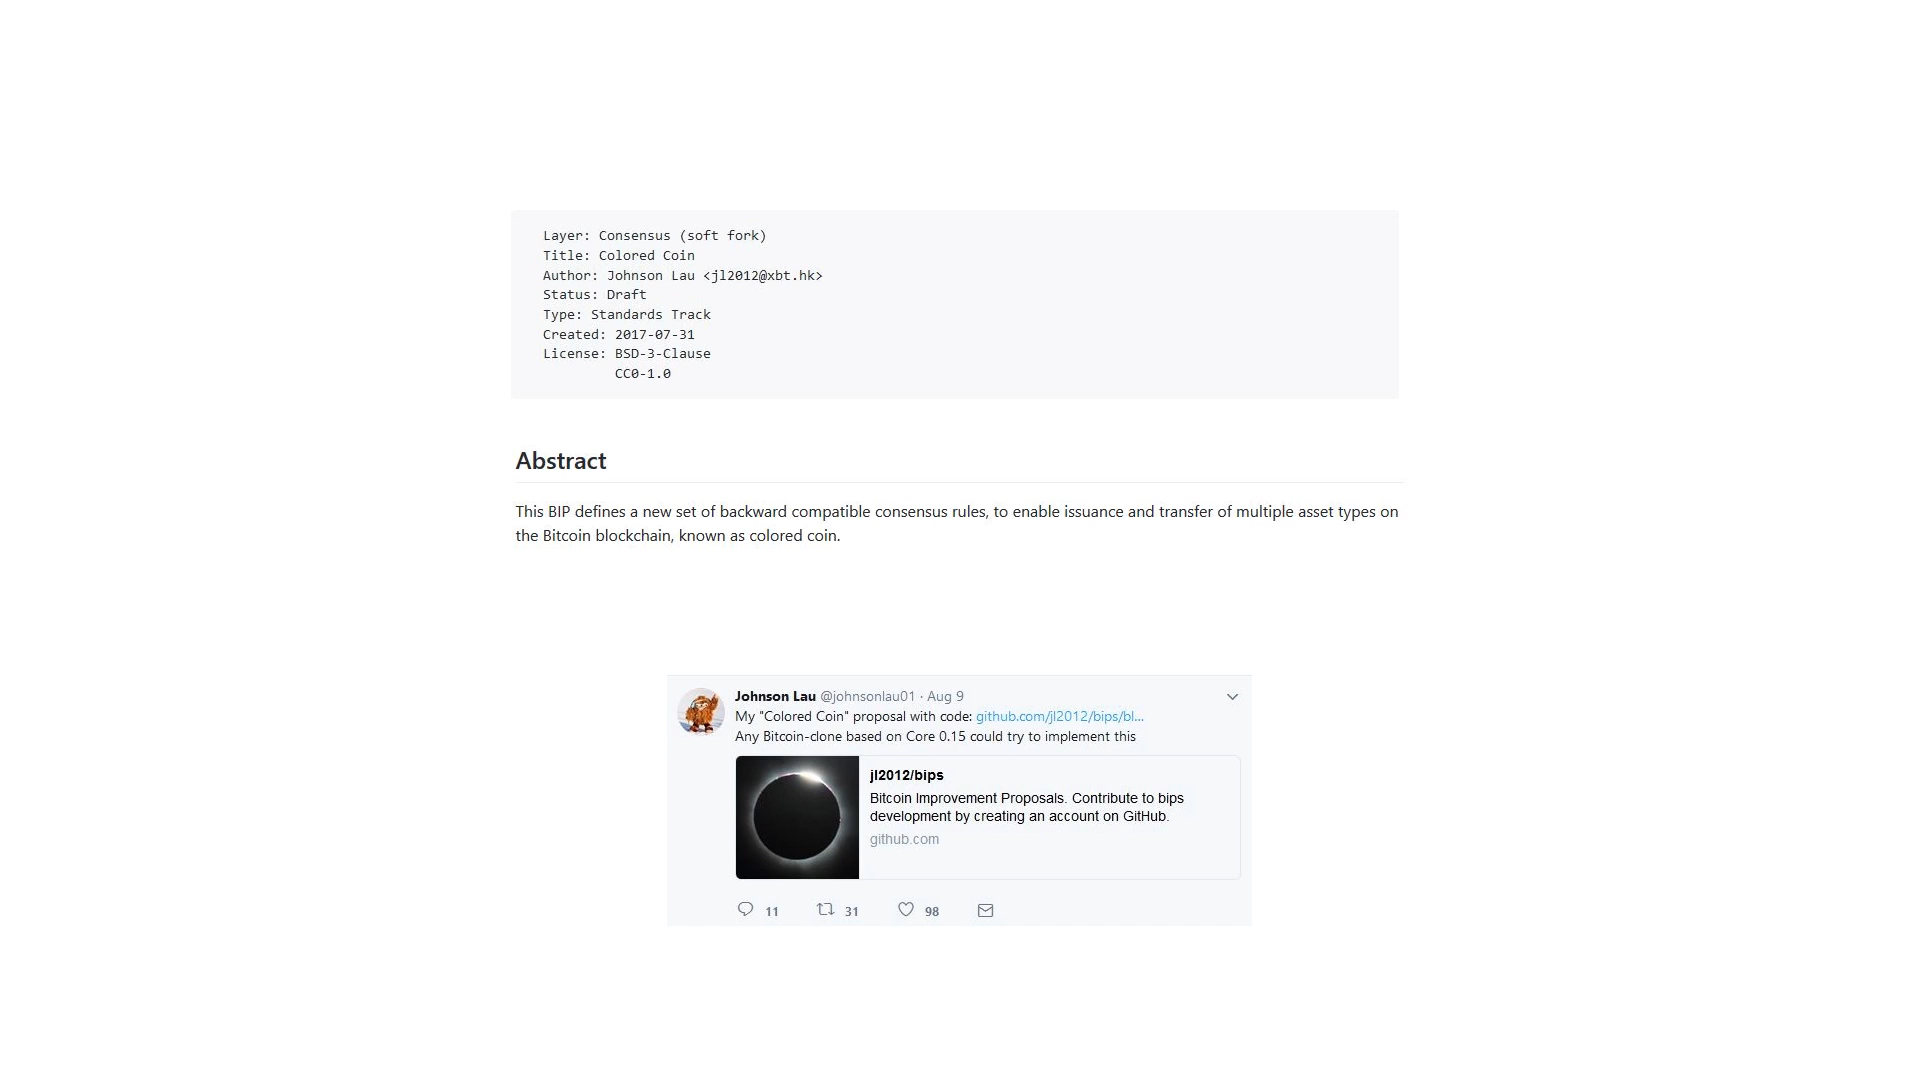 Layer: Consensus (soft fork)
Title: Colored Coin
Author: Johnson Lau <jl2012@xbt.hk>
Status: Draft
Type: Standards Track
Created: 2017-07-31
License: BSD-3-Clause
CC0-1.0
Abstract
This BIP defines a new set of backward compatible consensus rules, to enable issuance and transfer of multiple asset types on
the Bitcoin blockchain, known as colored coin.
Johnson Lau @johnsonlau01 · Aug 9
My "Colored Coin" proposal with code: github.com/jl2012/bips/bl...
Any Bitcoin-clone based on Core 0.15 could try to implement this
jl2012/bips
Bitcoin Improvement Proposals. Contribute to bips
development by creating an account on GitHub.
github.com
11 31 98